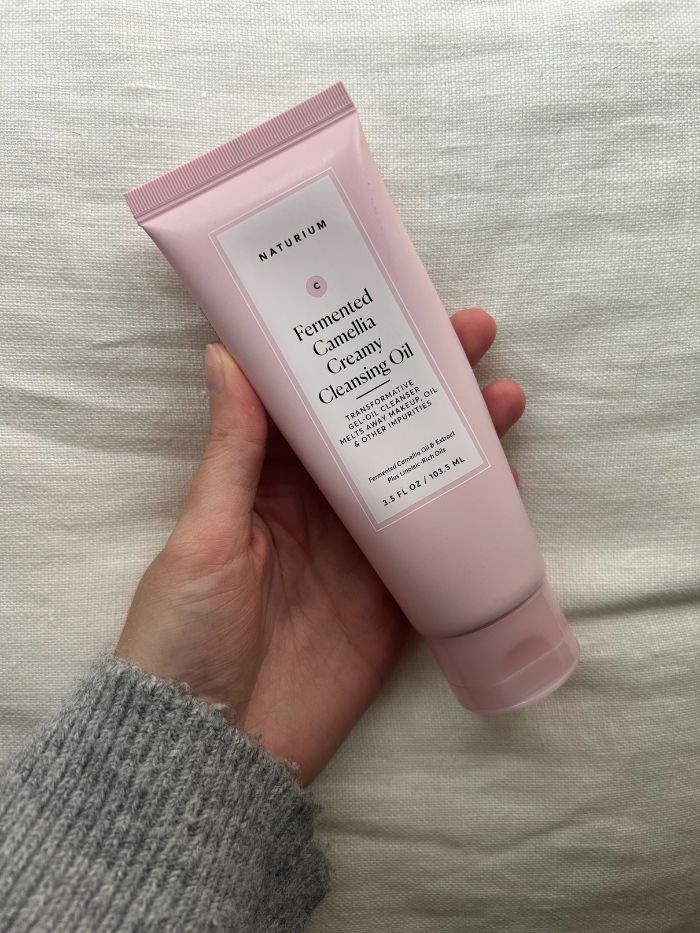 NATURIUM
C
Fermented
Camellia
Creamy
Cleansing Oil
TRANSFORMATIVE
GEL-OIL CLEANSER
MELTS AWAY MAKEUP, OIL
& OTHER IMPURITIES
Fermented Camellia Oil & Extract
Plus Linoleic-Rich Oils
3.5 FL OZ / 103.5 ML